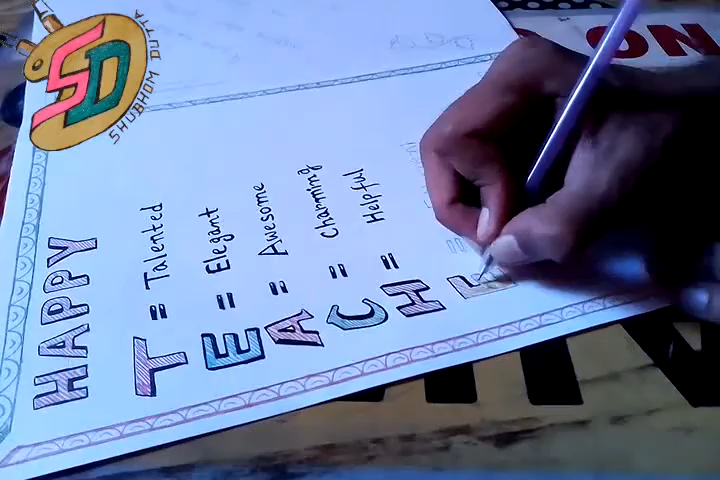 SD
SHUBHOM DUTTA
HAPPY
T = Talented
E = Elegant
A = Awesome
C = Charming
H = Helpful
E
ON